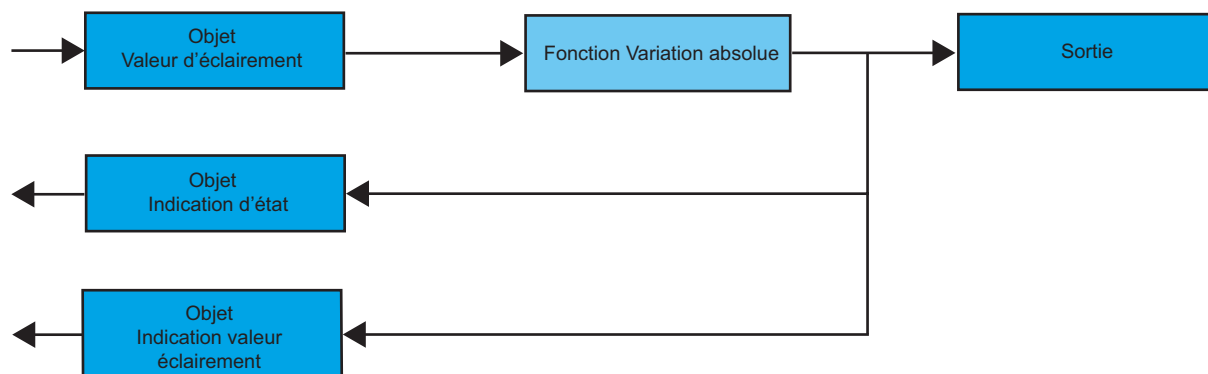 Objet
Valeur d'éclairement
Fonction Variation absolue
Sortie
Objet
Indication d'état
Objet
Indication valeur
éclairement